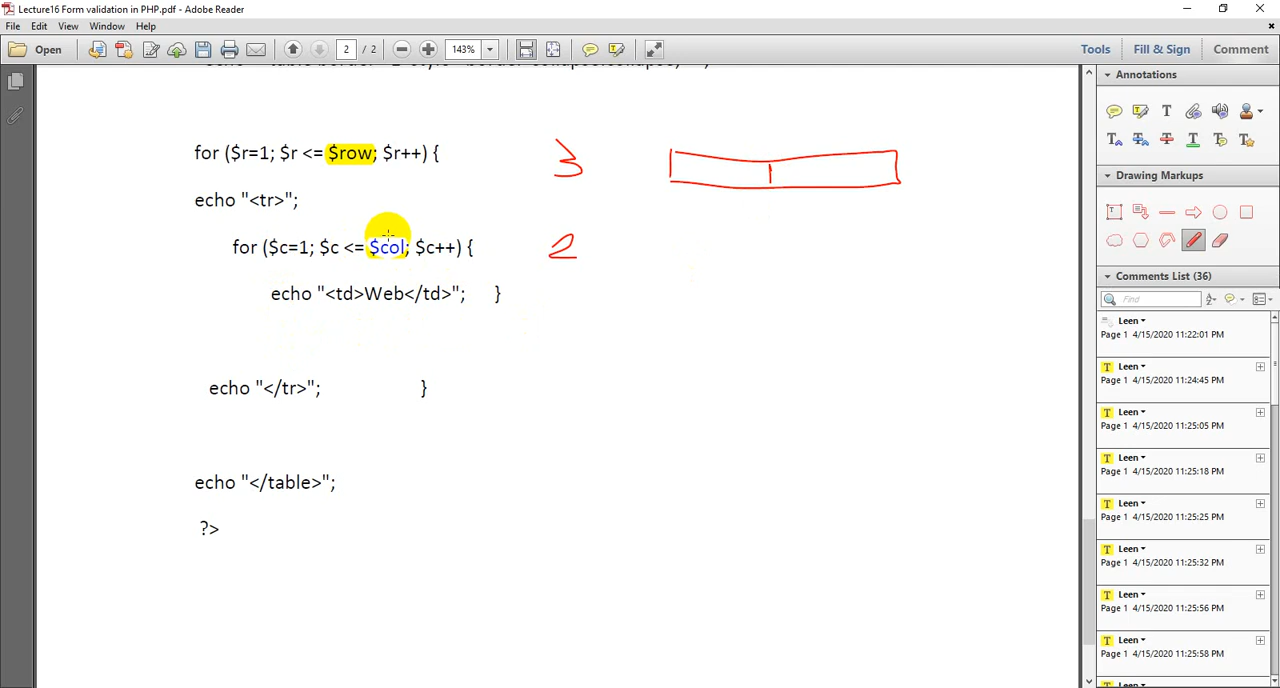 Lecture16 Form validation in PHP.pdf - Adobe Reader
File Edit View Window Help
Open 2 / 2 143% Tools Fill & Sign Comment
for ($r=1; $r <= $row; $r++) { 3
echo "<tr>";
for ($c=1; $c <= $col; $c++) { 2
echo "<td>Web</td>"; }
echo "</tr>"; }
echo "</table>";
?>
Annotations
Drawing Markups
Comments List (36)
Find
Leen
Page 1 4/15/2020 11:22:01 PM
Leen
Page 1 4/15/2020 11:24:45 PM
Leen
Page 1 4/15/2020 11:25:05 PM
Leen
Page 1 4/15/2020 11:25:18 PM
Leen
Page 1 4/15/2020 11:25:25 PM
Leen
Page 1 4/15/2020 11:25:32 PM
Leen
Page 1 4/15/2020 11:25:56 PM
Leen
Page 1 4/15/2020 11:25:58 PM